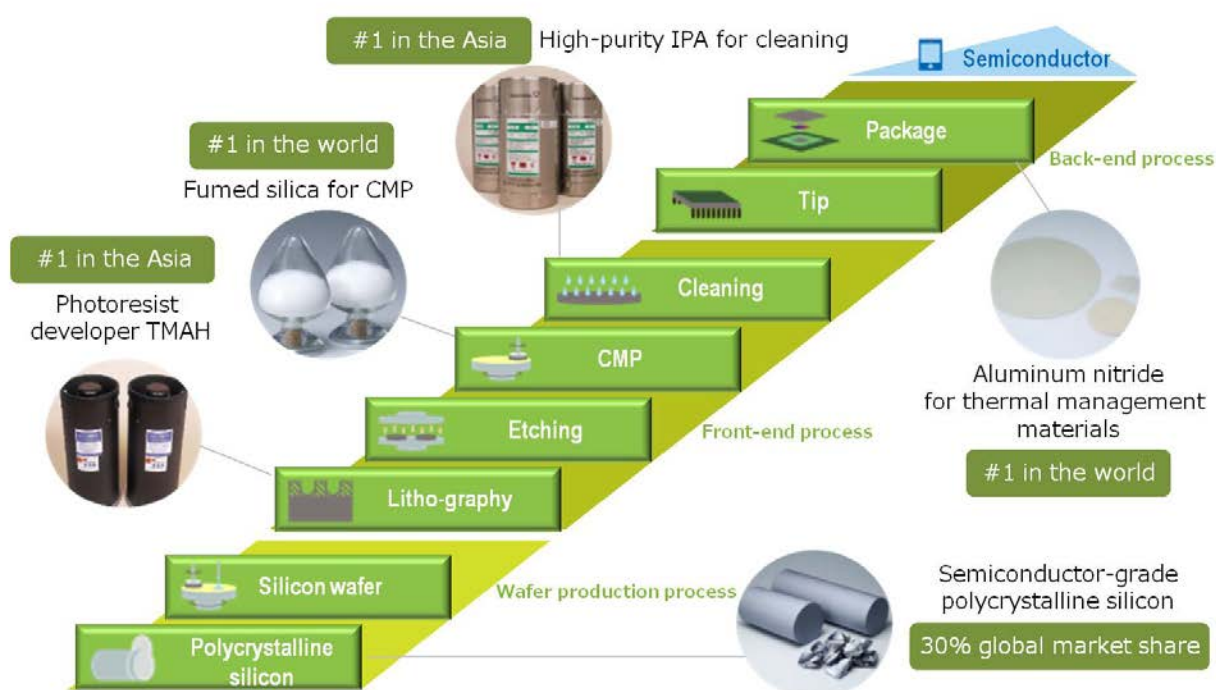 #1 in the Asia
High-purity IPA for cleaning
Semiconductor
#1 in the world
Fumed silica for CMP
Package
Back-end process
Tip
#1 in the Asia
Photoresist
developer TMAH
Cleaning
CMP
Aluminum nitride
for thermal management
materials
#1 in the world
Etching
Front-end process
Litho-graphy
Silicon wafer
Wafer production process
Semiconductor-grade
polycrystalline silicon
30% global market share
Polycrystalline
silicon